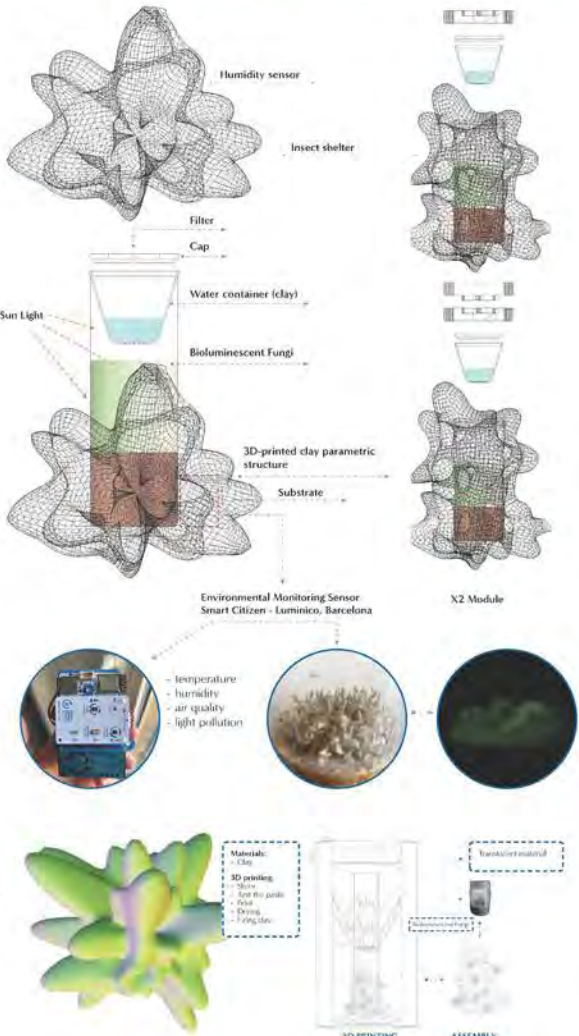 Humidity sensor
Insect shelter
Filter
Cap
Water container (clay)
Sun Light
Bioluminescent Fungi
3D-printed clay parametric
structure
Substrate
Environmental Monitoring Sensor
Smart Citizen - Luminico, Barcelona
X2 Module
- temperature
- humidity
- air quality
- light pollution
Materials:
- Clay
3D printing
- Slicer
- Test the paste
- Print
- Drying
- Firing clay
Translucent material
Bioluminescent Fungi
3D PRINTING
ASSEMBLY